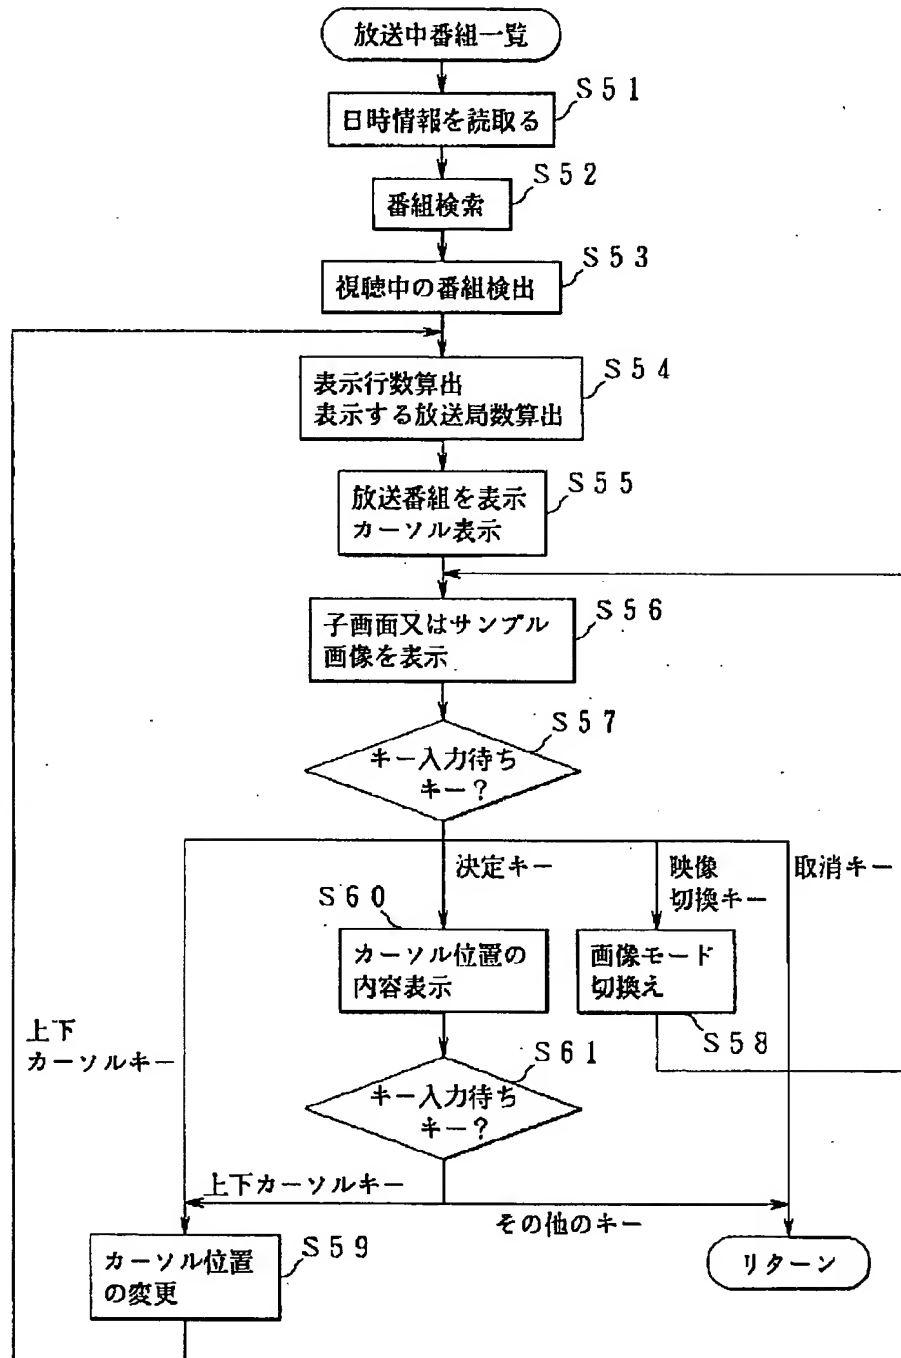 放送中番組一覧
S51
日時情報を読取る
S52
番組検索
S53
視聴中の番組検出
S54
表示行数算出
表示する放送局数算出
S55
放送番組を表示
カーソル表示
S56
子画面又はサンプル
画像を表示
S57
キー入力待ち
キー?
決定キー
映像
切換キー
取消キー
S60
カーソル位置の
内容表示
画像モード
切換え
S58
上下
カーソルキー
S61
キー入力待ち
キー?
上下カーソルキー
その他のキー
S59
カーソル位置
の変更
リターン